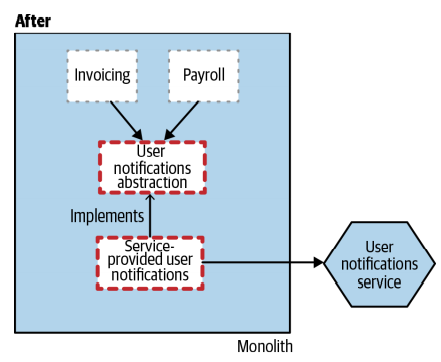 After
Invoicing
Payroll
User
notifications
abstraction
Implements
Service-
provided user
notifications
User
notifications
service
Monolith